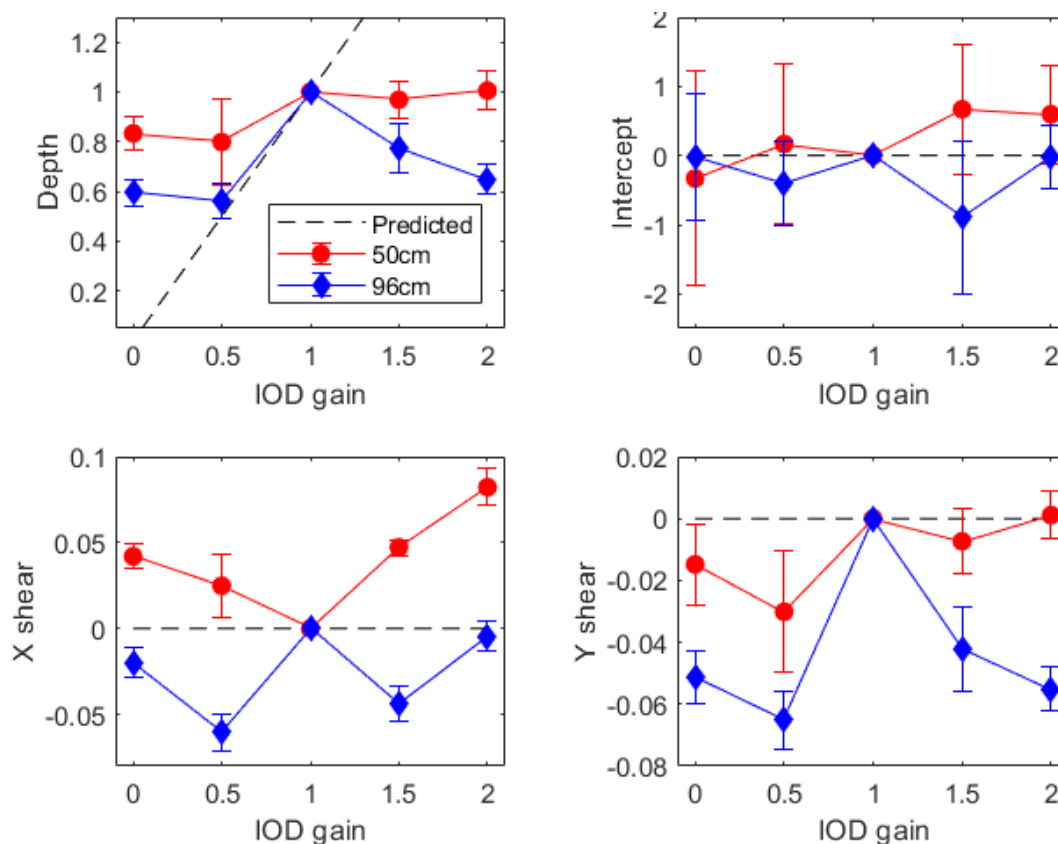 Depth
1.2
1
0.8
0.6
0.4
0.2
Predicted
50cm
96cm
0 0.5 1 1.5 2
IOD gain
Intercept
2
1
0
-1
-2
0 0.5 1 1.5 2
IOD gain
X shear
0.1
0.05
0
-0.05
0 0.5 1 1.5 2
IOD gain
Y shear
0.02
0
-0.02
-0.04
-0.06
-0.08
0 0.5 1 1.5 2
IOD gain